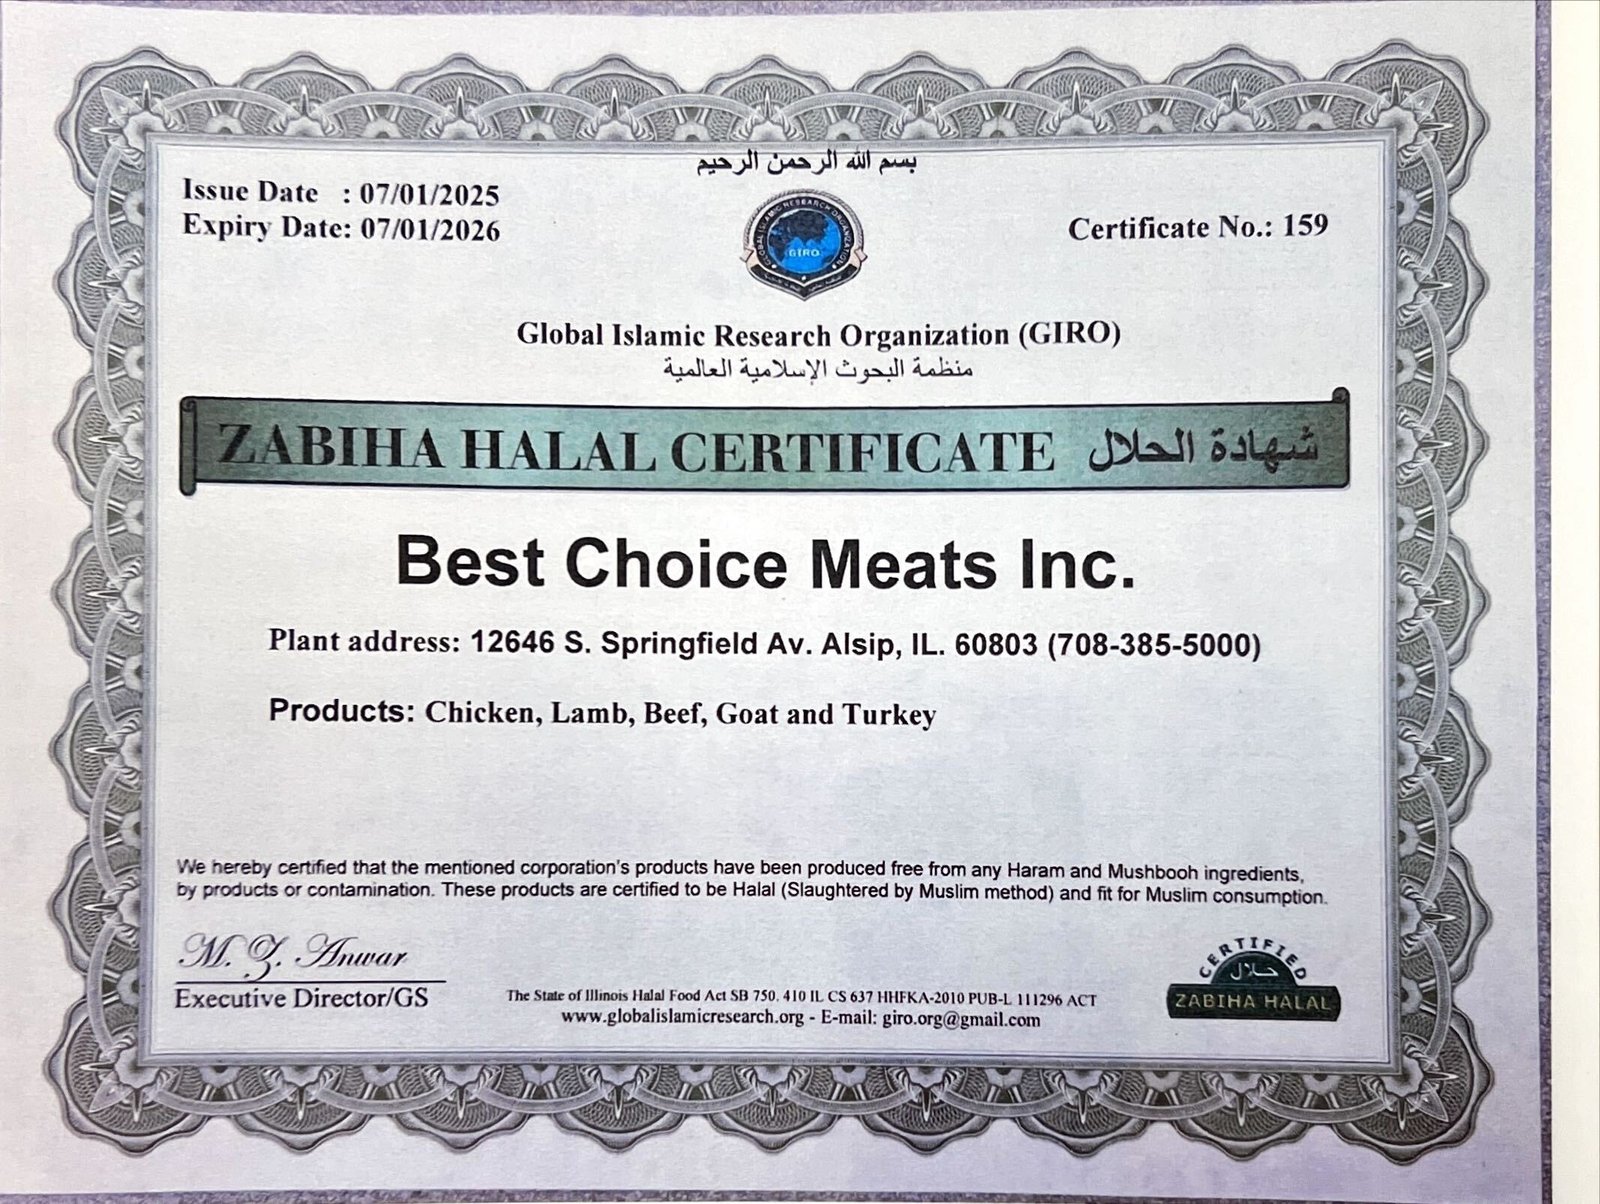 بسم الله الرحمن الرحيم
Issue Date : 07/01/2025
Expiry Date: 07/01/2026
Certificate No.: 159
GLOBAL ISLAMIC RESEARCH ORGANIZATION
GIRO
Global Islamic Research Organization (GIRO)
منظمة البحوث الإسلامية العالمية
ZABIHA HALAL CERTIFICATE شهادة الحلال
Best Choice Meats Inc.
Plant address: 12646 S. Springfield Av. Alsip, IL. 60803 (708-385-5000)
Products: Chicken, Lamb, Beef, Goat and Turkey
We hereby certified that the mentioned corporation's products have been produced free from any Haram and Mushbooh ingredients,
by products or contamination. These products are certified to be Halal (Slaughtered by Muslim method) and fit for Muslim consumption.
M. Z. Anwar
Executive Director/GS
The State of Illinois Halal Food Act SB 750. 410 IL CS 637 HHFKA-2010 PUB-L 111296 ACT
www.globalislamicresearch.org - E-mail: giro.org@gmail.com
CERTIFIED
حلال
ZABIHA HALAL